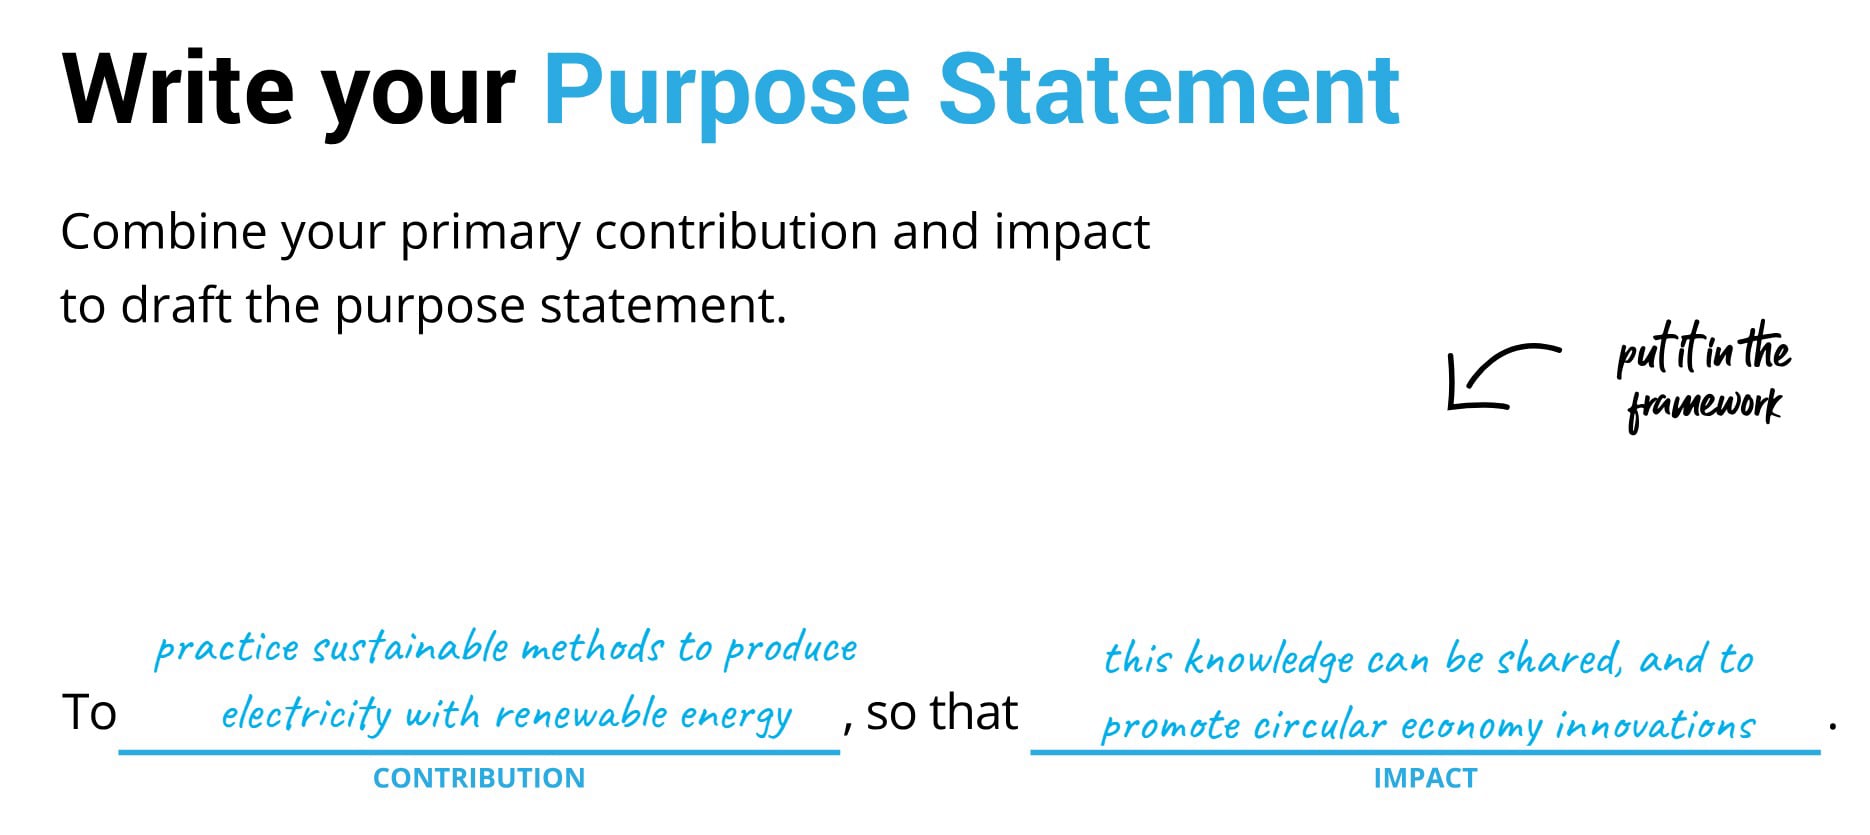 Write your Purpose Statement
Combine your primary contribution and impact
to draft the purpose statement.
put it in the
framework
practice sustainable methods to produce
To electricity with renewable energy , so that
CONTRIBUTION
this knowledge can be shared, and to
promote circular economy innovations .
IMPACT